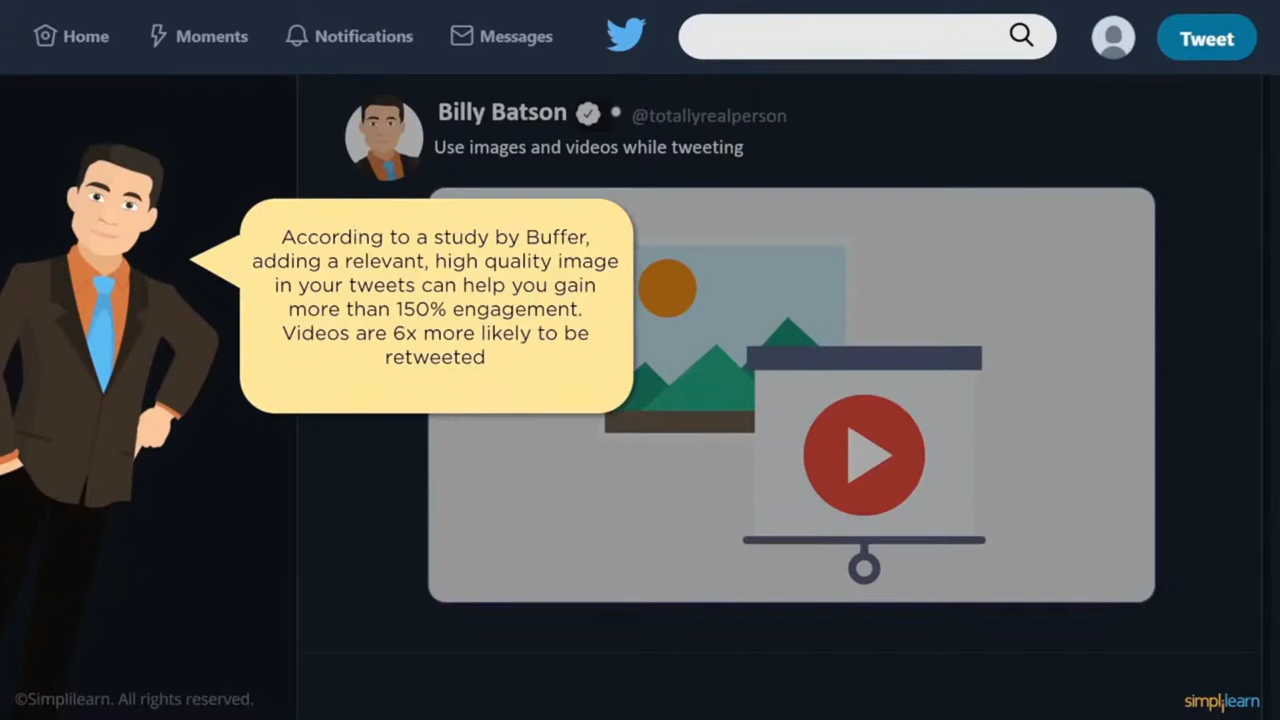 Home Moments Notifications Messages Tweet
Billy Batson @totallyrealperson
Use images and videos while tweeting
According to a study by Buffer,
adding a relevant, high quality image
in your tweets can help you gain
more than 150% engagement.
Videos are 6x more likely to be
retweeted
©Simplilearn. All rights reserved.
simplilearn